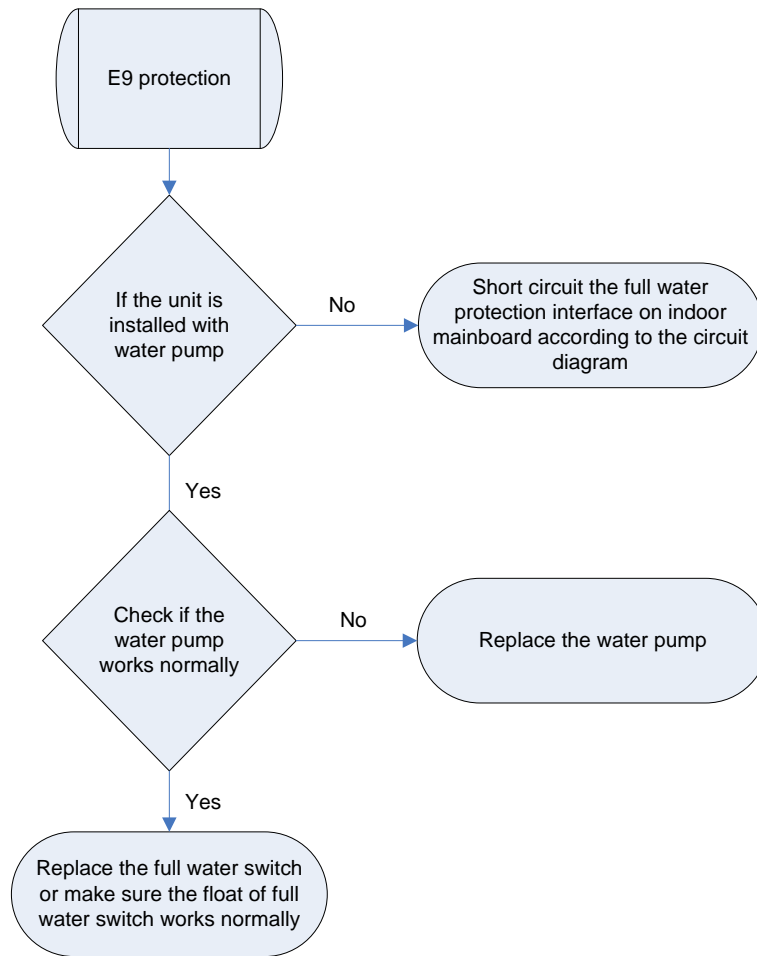 E9 protection
If the unit is
installed with
water pump
No
Short circuit the full water
protection interface on indoor
mainboard according to the circuit
diagram
Yes
Check if the
water pump
works normally
No
Replace the water pump
Yes
Replace the full water switch
or make sure the float of full
water switch works normally